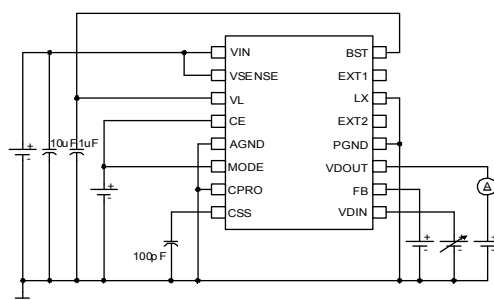 VIN BST
VSENSE EXT1
VL LX
CE EXT2
AGND PGND
MODE VDOUT
CPRO FB
CSS VDIN
10uF 1uF
100pF
A